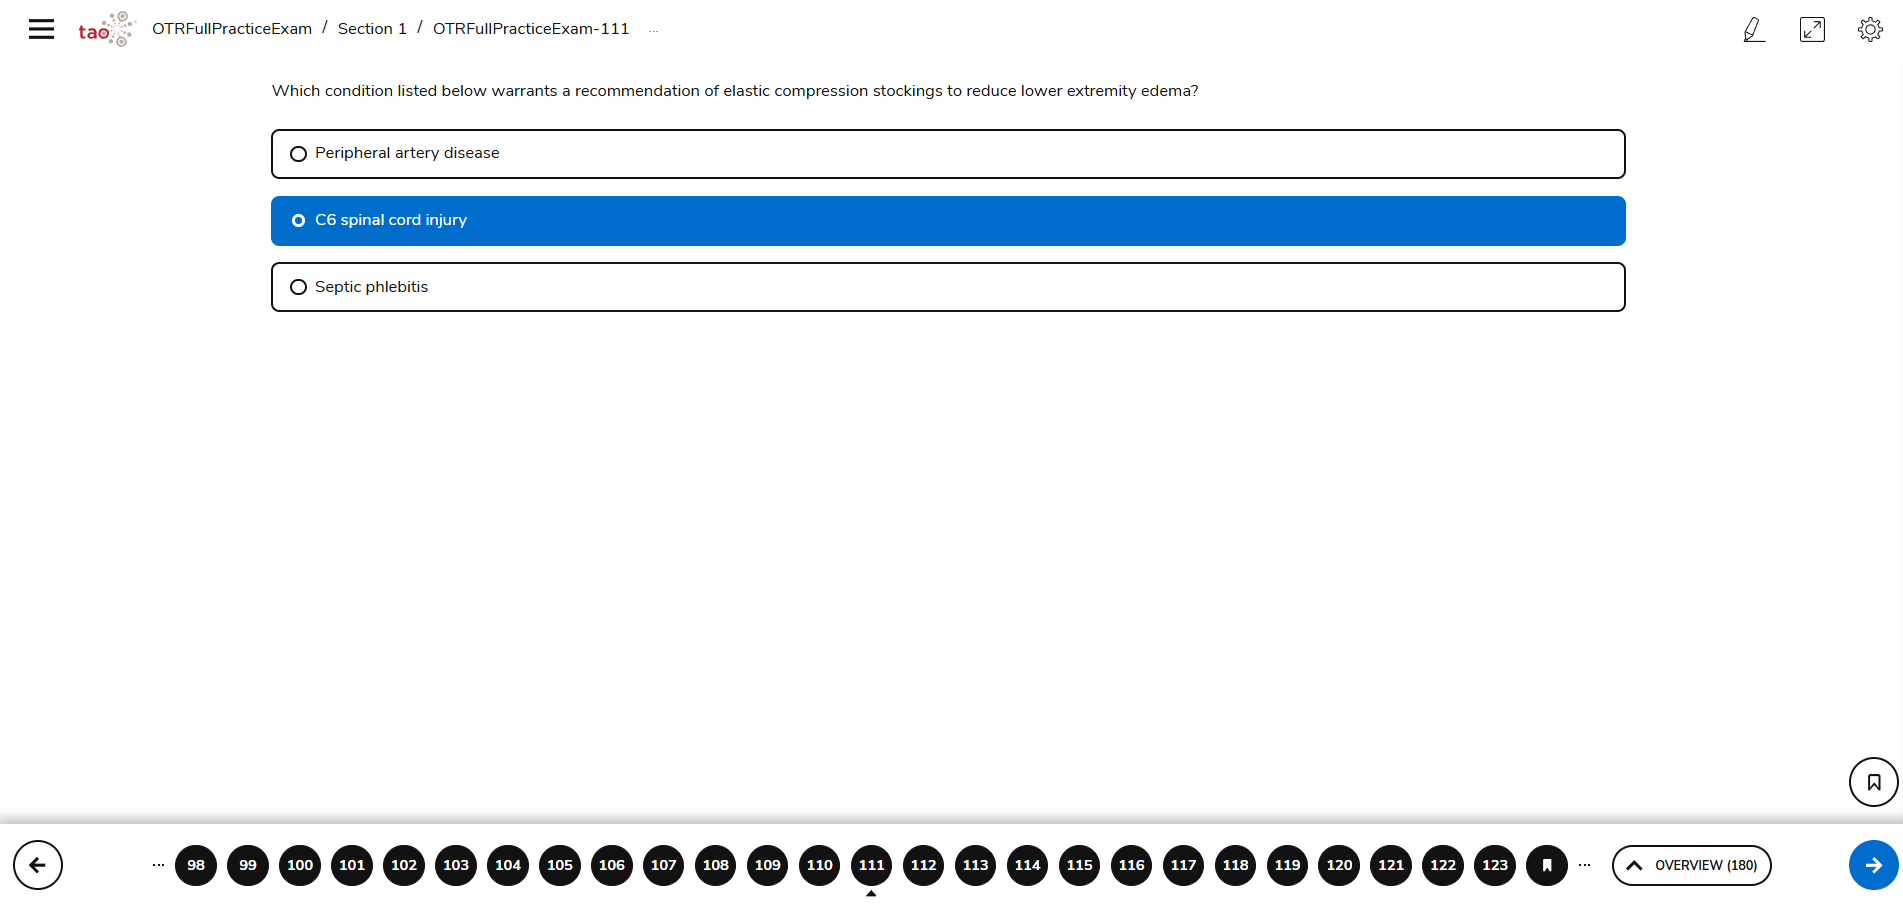 tao
OTRFullPracticeExam / Section 1 / OTRFullPracticeExam-111 ...
Which condition listed below warrants a recommendation of elastic compression stockings to reduce lower extremity edema?
Peripheral artery disease
C6 spinal cord injury
Septic phlebitis
... 98 99 100 101 102 103 104 105 106 107 108 109 110 111 112 113 114 115 116 117 118 119 120 121 122 123 ... OVERVIEW (180)